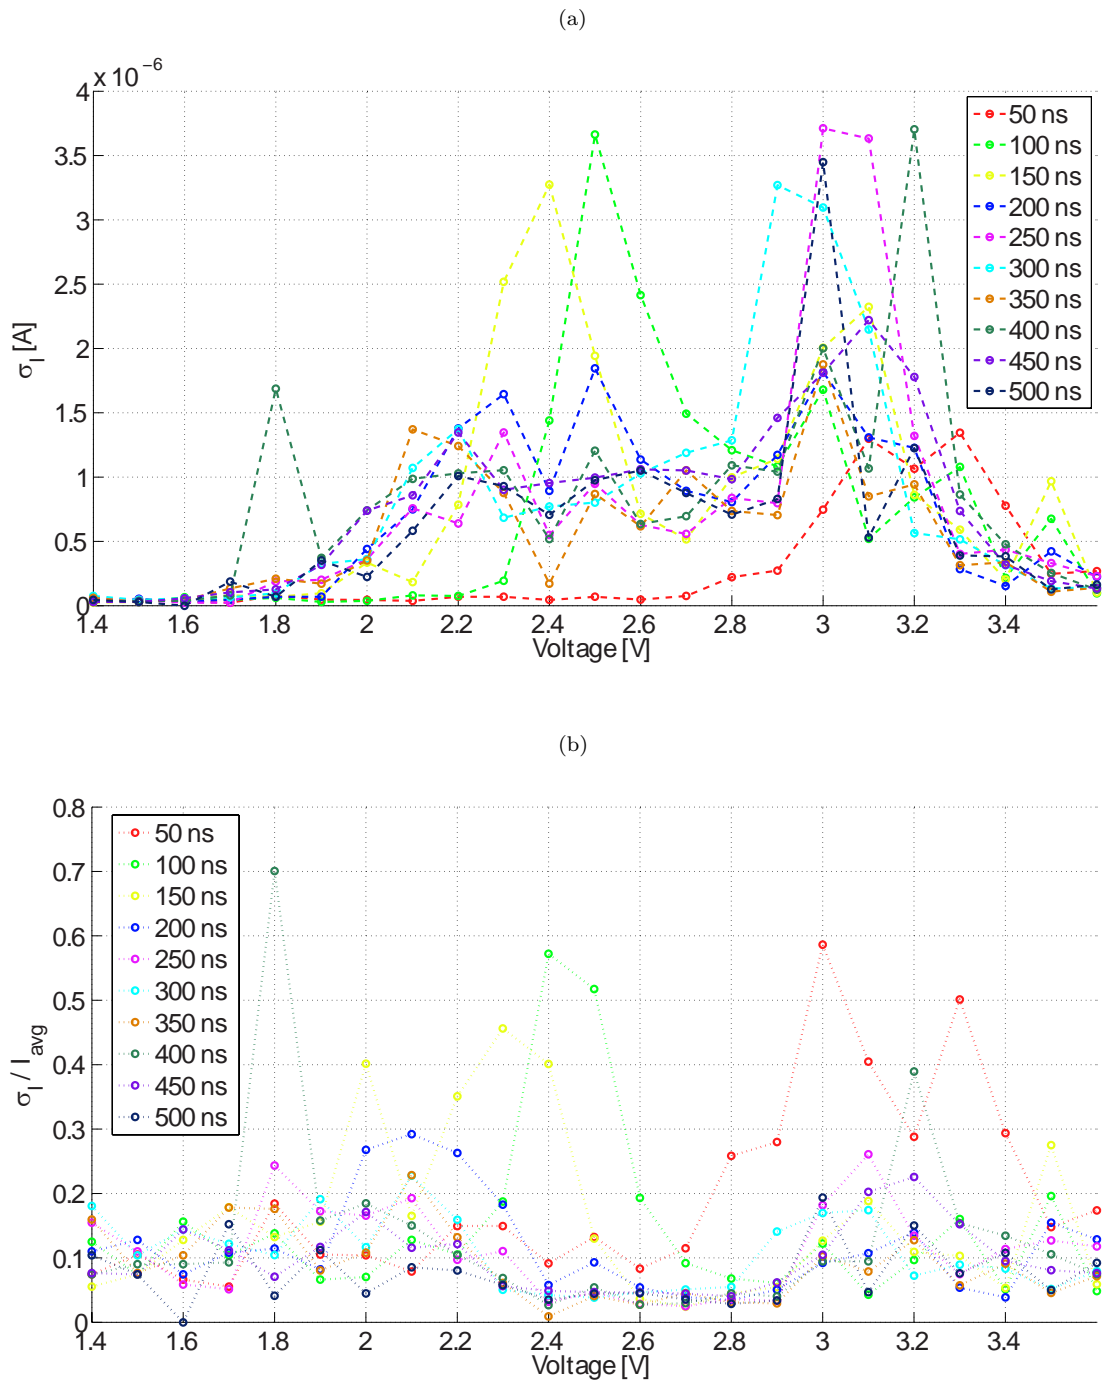 (a)
x 10⁻⁶
4
3.5
3
2.5
2
1.5
1
0.5
0
σ_I [A]
1.4 1.6 1.8 2 2.2 2.4 2.6 2.8 3 3.2 3.4
Voltage [V]
50 ns
100 ns
150 ns
200 ns
250 ns
300 ns
350 ns
400 ns
450 ns
500 ns
(b)
0.8
0.7
0.6
0.5
0.4
0.3
0.2
0.1
0
σ_I / I_avg
1.4 1.6 1.8 2 2.2 2.4 2.6 2.8 3 3.2 3.4
Voltage [V]
50 ns
100 ns
150 ns
200 ns
250 ns
300 ns
350 ns
400 ns
450 ns
500 ns